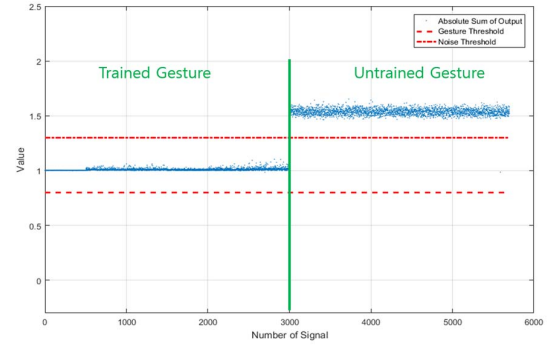 2.5
Absolute Sum of Output
Gesture Threshold
Noise Threshold
2
Trained Gesture
Untrained Gesture
1.5
Value
1
0.5
0
0
1000
2000
3000
4000
5000
6000
Number of Signal